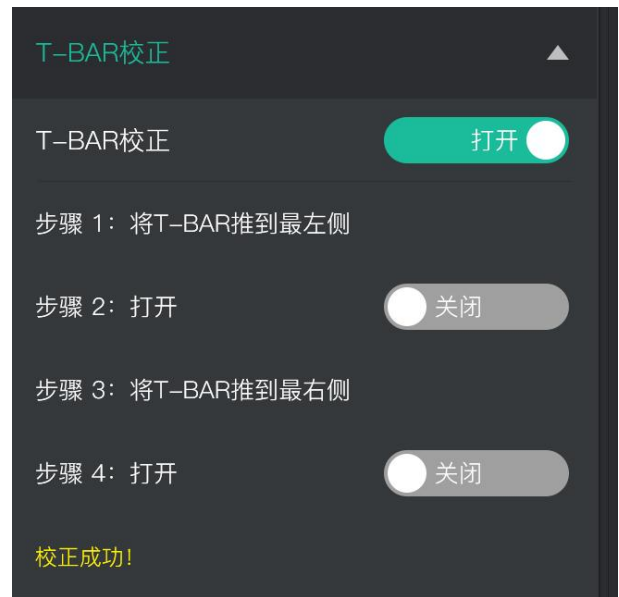 T-BAR校正
T-BAR校正 打开
步骤 1：将T-BAR推到最左侧
步骤 2：打开 关闭
步骤 3：将T-BAR推到最右侧
步骤 4：打开 关闭
校正成功！